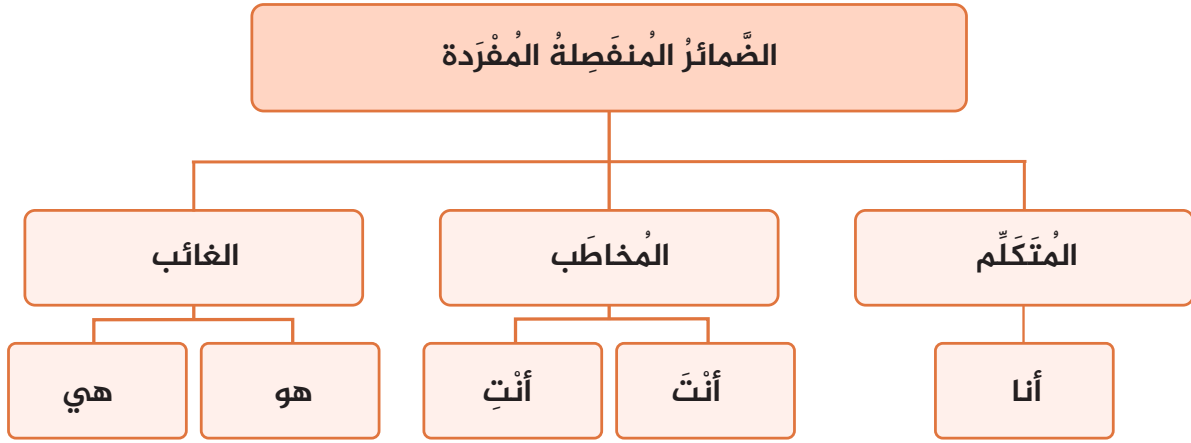 الضَّمائرُ المُنفَصِلةُ المُفْرَدة
المُتَكَلِّم
المُخاطَب
الغائب
أنا
أنْتَ
أنْتِ
هو
هي